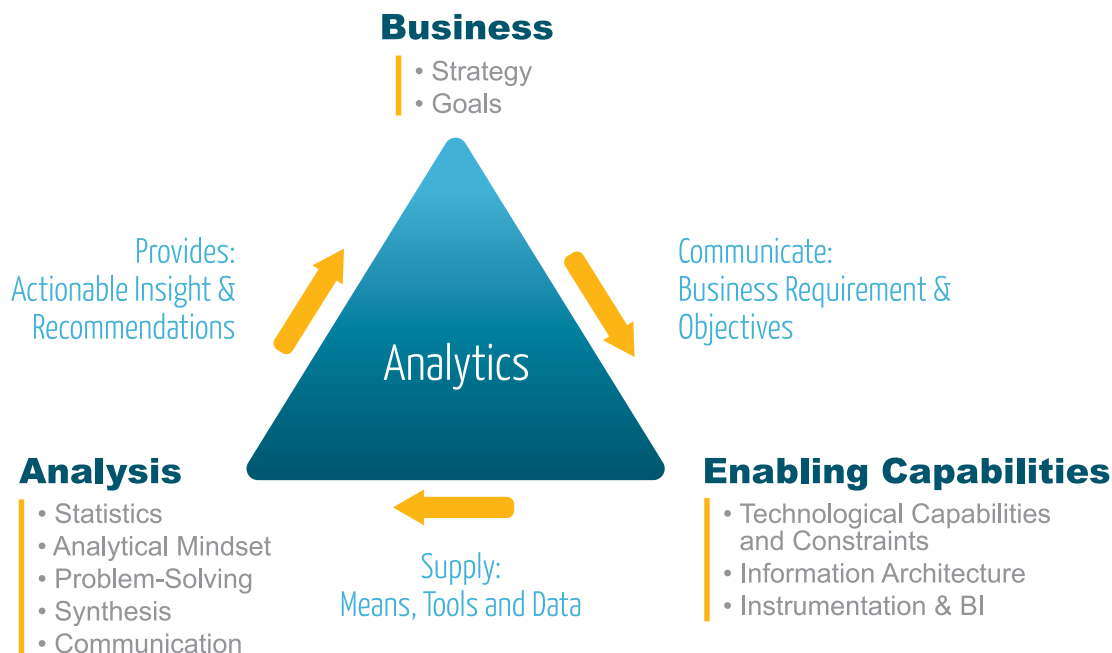 Business
• Strategy
• Goals
Provides:
Actionable Insight &
Recommendations
Communicate:
Business Requirement &
Objectives
Analytics
Analysis
• Statistics
• Analytical Mindset
• Problem-Solving
• Synthesis
• Communication
Supply:
Means, Tools and Data
Enabling Capabilities
• Technological Capabilities
and Constraints
• Information Architecture
• Instrumentation & BI